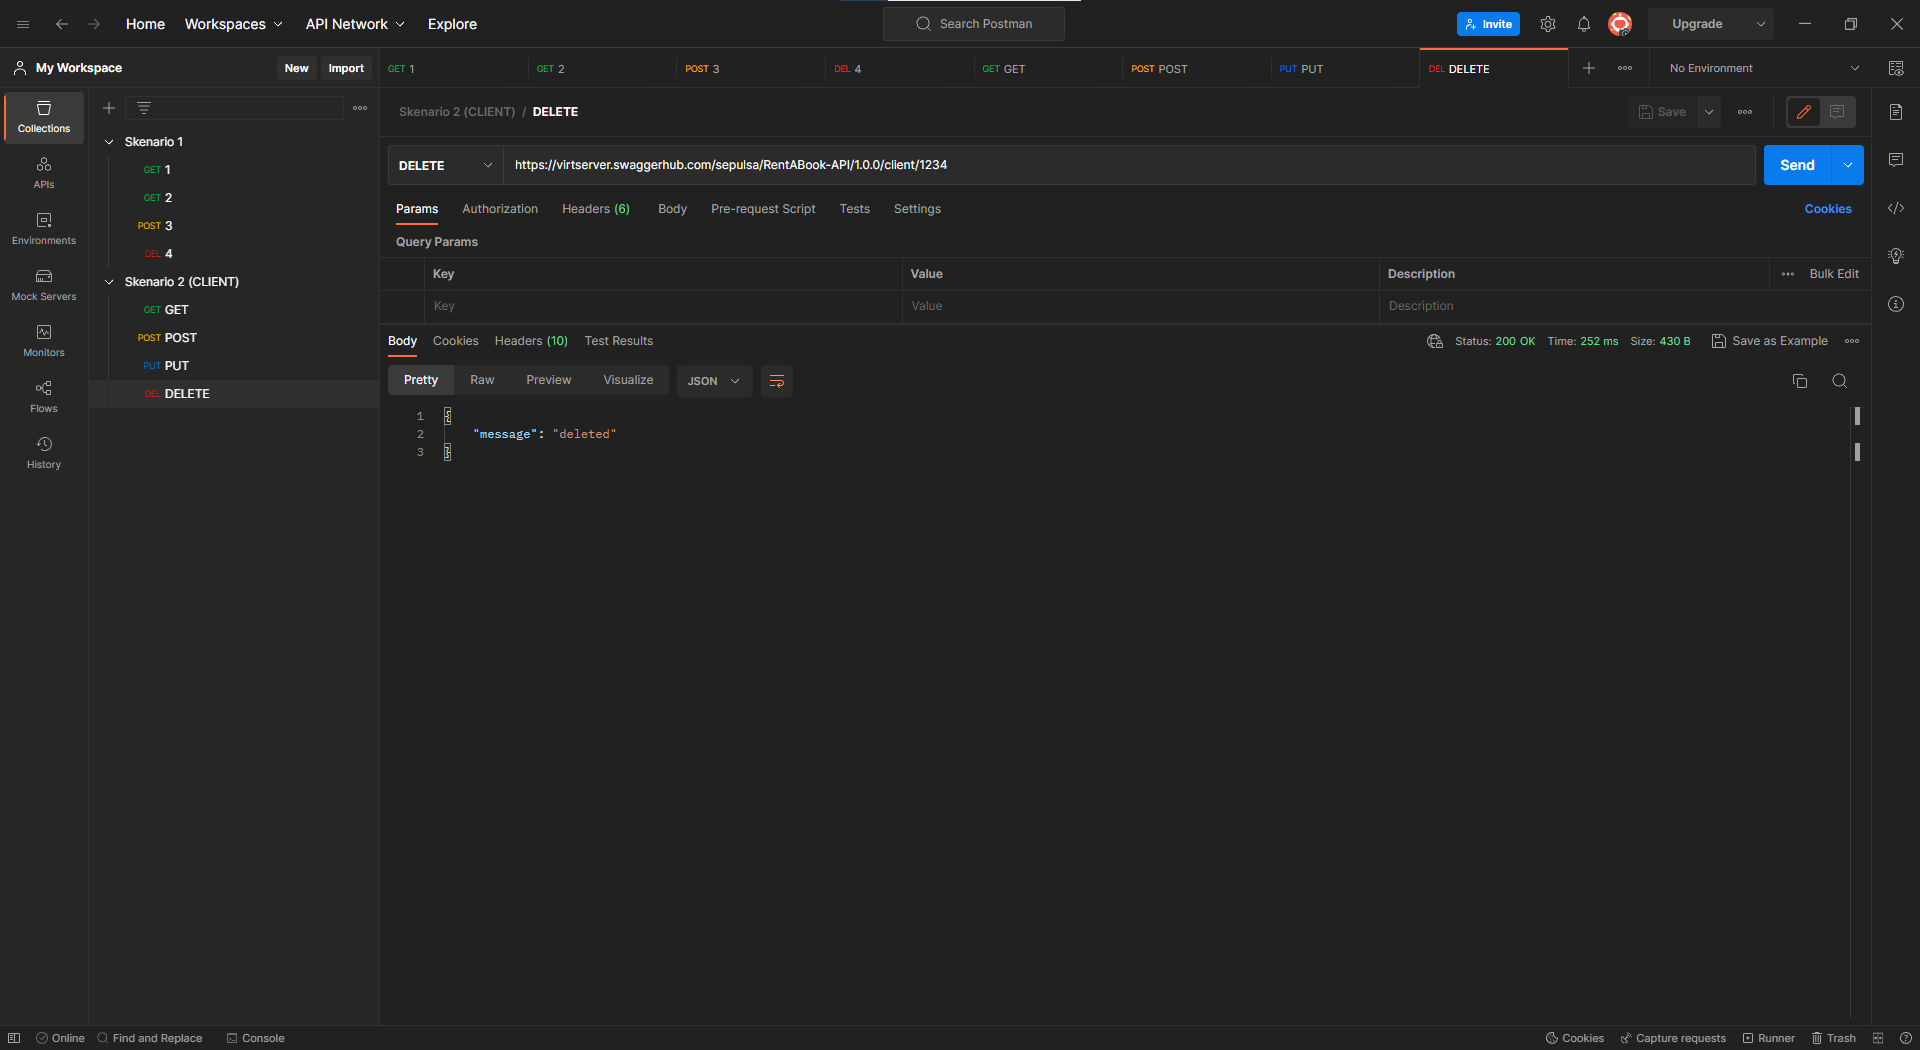 Home Workspaces API Network Explore Search Postman Invite Upgrade
My Workspace New Import GET 1 GET 2 POST 3 DEL 4 GET GET POST POST PUT PUT DEL DELETE No Environment
Collections
APIs
Environments
Mock Servers
Monitors
Flows
History
Skenario 1
GET 1
GET 2
POST 3
DEL 4
Skenario 2 (CLIENT)
GET GET
POST POST
PUT PUT
DEL DELETE
Skenario 2 (CLIENT) / DELETE Save
DELETE https://virtserver.swaggerhub.com/sepulsa/RentABook-API/1.0.0/client/1234 Send
Params Authorization Headers (6) Body Pre-request Script Tests Settings Cookies
Query Params
Key Value Description Bulk Edit
Key Value Description
Body Cookies Headers (10) Test Results Status: 200 OK Time: 252 ms Size: 430 B Save as Example
Pretty Raw Preview Visualize JSON
1 {
2 "message": "deleted"
3 }
Online Find and Replace Console Cookies Capture requests Runner Trash